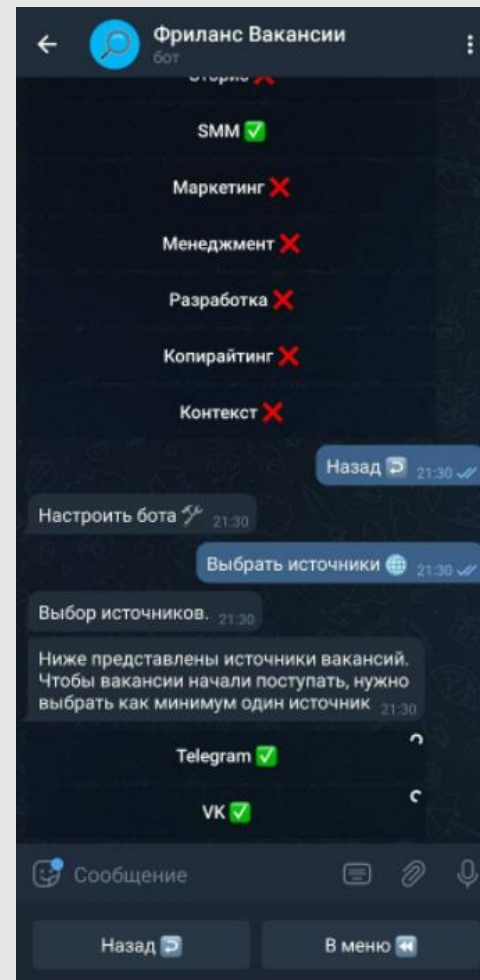 Фриланс Вакансии
бот
Сторис ❌
SMM ✅
Маркетинг ❌
Менеджмент ❌
Разработка ❌
Копирайтинг ❌
Контекст ❌
Назад 21:30
Настроить бота 🛠 21:30
Выбрать источники 🌐 21:30
Выбор источников. 21:30
Ниже представлены источники вакансий.
Чтобы вакансии начали поступать, нужно
выбрать как минимум один источник 21:30
Telegram ✅
VK ✅
Сообщение
Назад
В меню ⏪